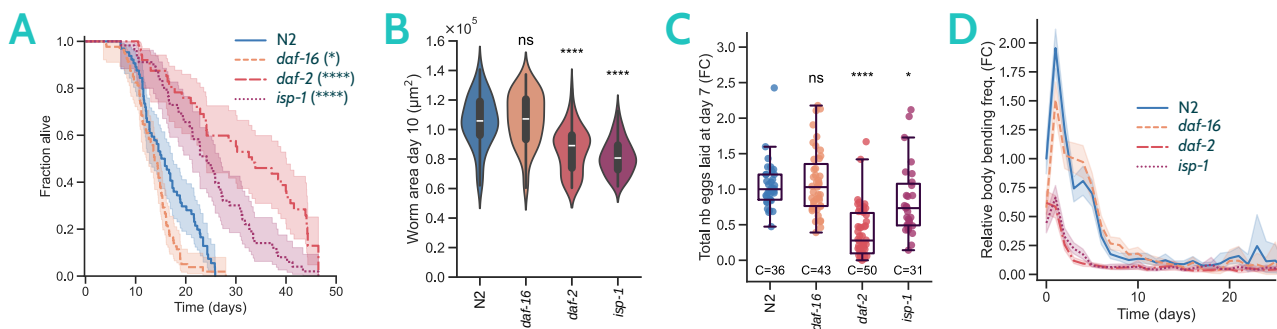 A
N2
daf-16 (*)
daf-2 (****)
isp-1 (****)
Fraction alive
1.0
0.8
0.6
0.4
0.2
0.0
0 10 20 30 40 50
Time (days)
B
×10⁵
Worm area day 10 (μm²)
1.6
1.4
1.2
1.0
0.8
0.6
0.4
0.2
0.0
ns
****
****
N2 daf-16 daf-2 isp-1
C
Total nb eggs laid at day 7 (FC)
3.0
2.5
2.0
1.5
1.0
0.5
0.0
ns
****
*
C=36 C=43 C=50 C=31
N2 daf-16 daf-2 isp-1
D
Relative body bending freq. (FC)
2.00
1.75
1.50
1.25
1.00
0.75
0.50
0.25
0.00
N2
daf-16
daf-2
isp-1
0 10 20
Time (days)